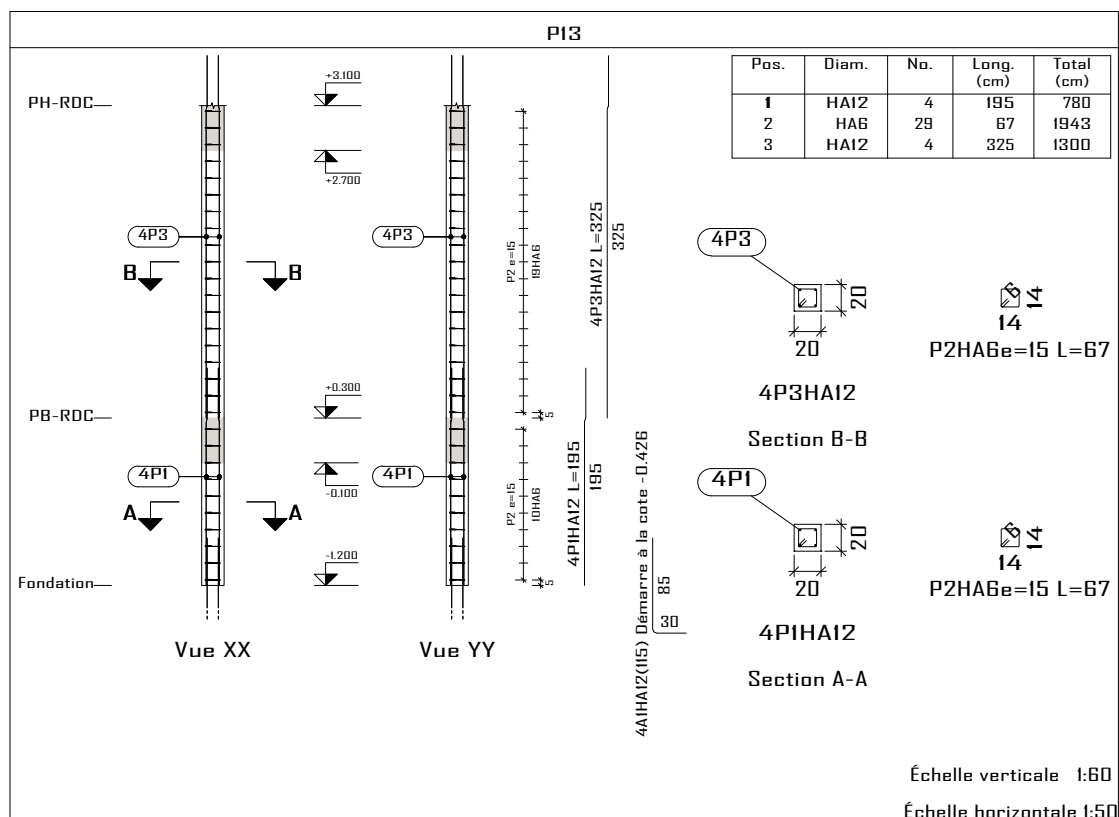 P13
Pos. Diam. No. Long. (cm) Total (cm)
1 HA12 4 195 780
2 HA6 29 67 1943
3 HA12 4 325 1300
PH-RDC
+3.100
+2.700
4P3
4P3
B B
P2 e=15
19HA6
4P3HA12 L=325
325
PB-RDC
+0.300
5
4P1
4P1
-0.100
A A
P2 e=15
10HA6
4P1HA12 L=195
195
Fondation
-1.200
5
4A1HA12(115) Démarre à la cote -0.426
85
30
Vue XX
Vue YY
4P3
20
20
4P3HA12
Section B-B
6
14
14
P2HA6e=15 L=67
4P1
20
20
4P1HA12
Section A-A
6
14
14
P2HA6e=15 L=67
Échelle verticale 1:60
Échelle horizontale 1:50